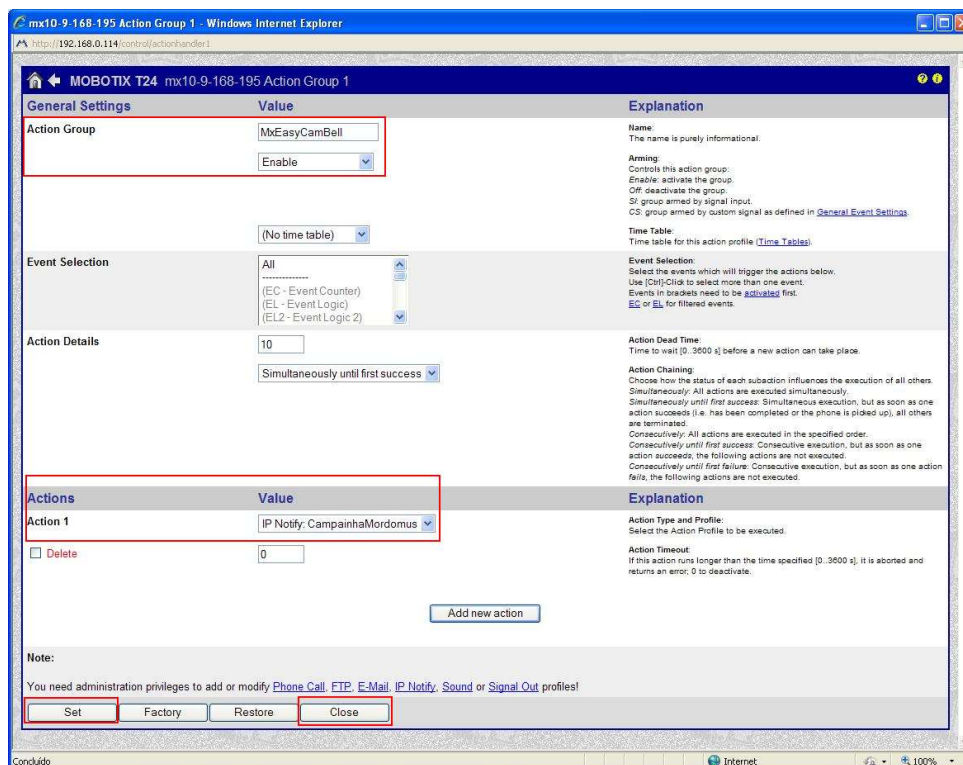 mx10-9-168-195 Action Group 1 - Windows Internet Explorer
http://192.168.0.114/control/actionhandler1
MOBOTIX T24 mx10-9-168-195 Action Group 1
General Settings Value Explanation
Action Group
MxEasyCamBell
Enable
(No time table)
Name:
The name is purely informational.
Arming:
Controls this action group:
Enable: activate the group.
Off: deactivate the group.
SI: group armed by signal input.
CS: group armed by custom signal as defined in General Event Settings.
Time Table:
Time table for this action profile (Time Tables).
Event Selection
All
--------------
(EC - Event Counter)
(EL - Event Logic)
(EL2 - Event Logic 2)
Event Selection:
Select the events which will trigger the actions below.
Use [Ctrl]-Click to select more than one event.
Events in brackets need to be activated first.
EC or EL for filtered events.
Action Details
10
Simultaneously until first success
Action Dead Time:
Time to wait [0..3600 s] before a new action can take place.
Action Chaining:
Choose how the status of each subaction influences the execution of all others.
Simultaneously: All actions are executed simultaneously.
Simultaneously until first success: Simultaneous execution, but as soon as one
action succeeds (i.e. has been completed or the phone is picked up), all others
are terminated.
Consecutively: All actions are executed in the specified order.
Consecutively until first success: Consecutive execution, but as soon as one
action succeeds, the following actions are not executed.
Consecutively until first failure: Consecutive execution, but as soon as one action
fails, the following actions are not executed.
Actions Value Explanation
Action 1
IP Notify: CampainhaMordomus
Action Type and Profile:
Select the Action Profile to be executed.
Delete
0
Action Timeout:
If this action runs longer than the time specified [0..3600 s], it is aborted and
returns an error; 0 to deactivate.
Add new action
Note:
You need administration privileges to add or modify Phone Call, FTP, E-Mail, IP Notify, Sound or Signal Out profiles!
Set Factory Restore Close
Concluído Internet 100%